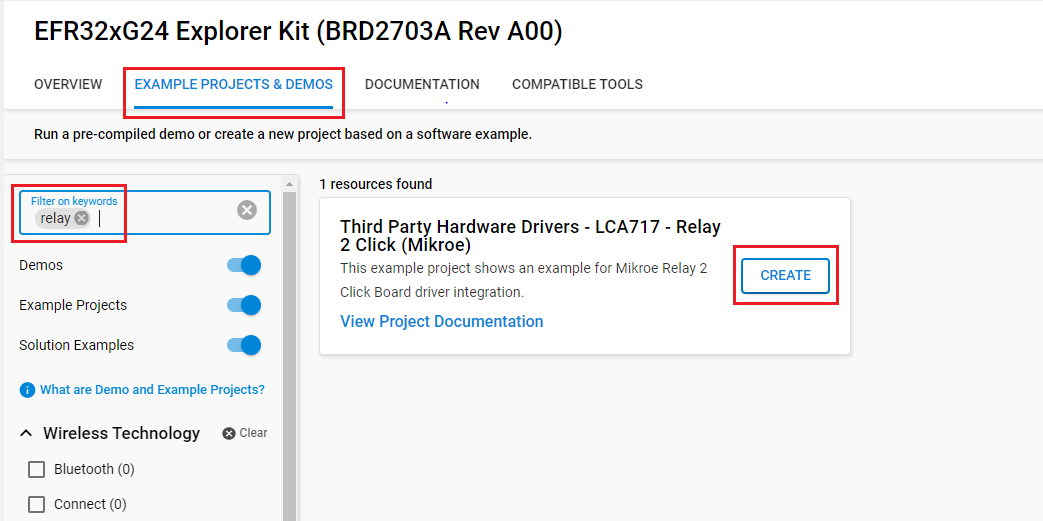 EFR32xG24 Explorer Kit (BRD2703A Rev A00)
OVERVIEW
EXAMPLE PROJECTS & DEMOS
DOCUMENTATION
COMPATIBLE TOOLS
Run a pre-compiled demo or create a new project based on a software example.
Filter on keywords
relay
Demos
Example Projects
Solution Examples
What are Demo and Example Projects?
Wireless Technology
Clear
Bluetooth (0)
Connect (0)
1 resources found
Third Party Hardware Drivers - LCA717 - Relay
2 Click (Mikroe)
This example project shows an example for Mikroe Relay 2
Click Board driver integration.
View Project Documentation
CREATE